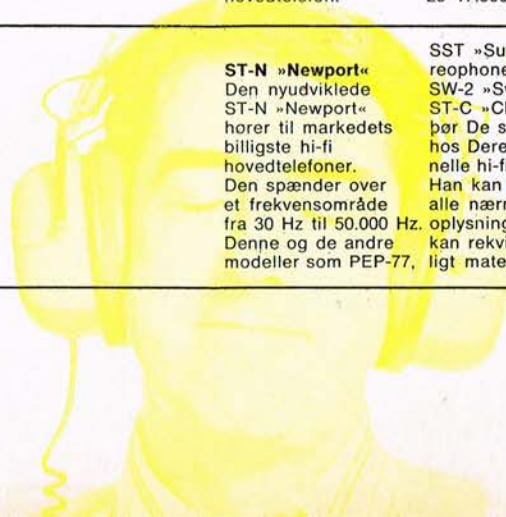 ST-N »Newport«
Den nyudviklede
ST-N »Newport«
hører til markedets
billigste hi-fi
hovedtelefoner.
Den spænder over
et frekvensområde
fra 30 Hz til 50.000 Hz.
Denne og de andre
modeller som PEP-77,
SST »Su
reophone
SW-2 »Sv
ST-C »Cl
bør De s
hos Dere
nelle hi-fi
Han kan
alle nærn
oplysning
kan rekvi
ligt mate